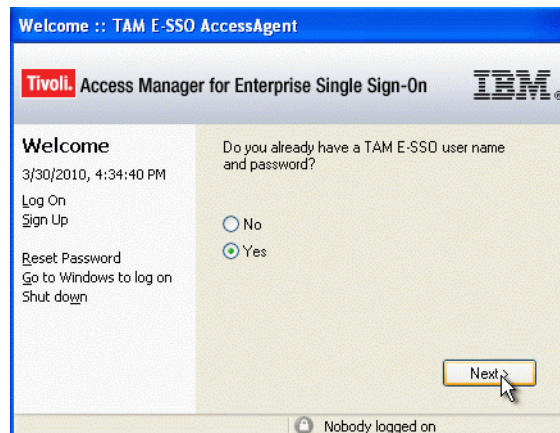 Welcome :: TAM E-SSO AccessAgent
Tivoli. Access Manager for Enterprise Single Sign-On IBM®
Welcome
3/30/2010, 4:34:40 PM
Log On
Sign Up
Reset Password
Go to Windows to log on
Shut down
Do you already have a TAM E-SSO user name
and password?
No
Yes
Next >
Nobody logged on